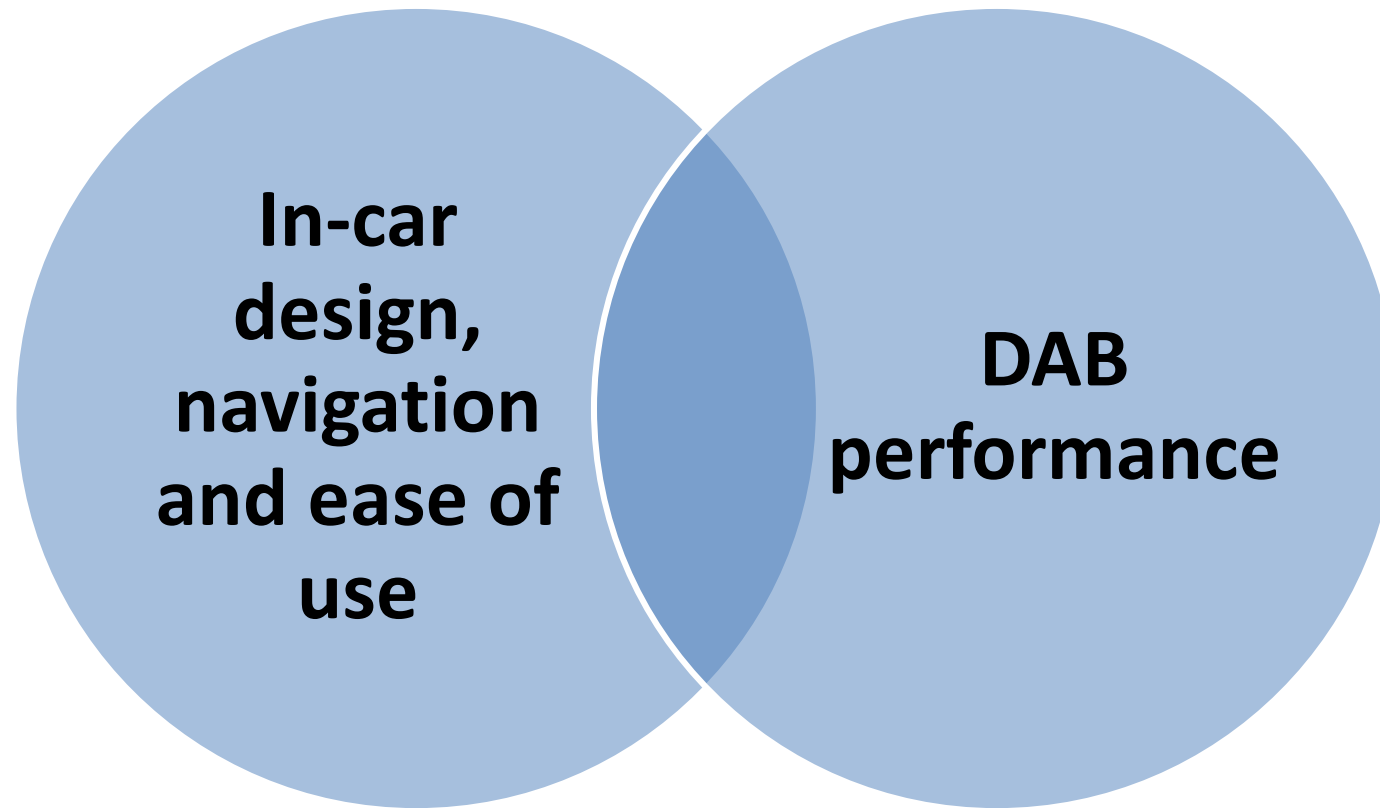 In-car
design,
navigation
and ease of
use
DAB
performance